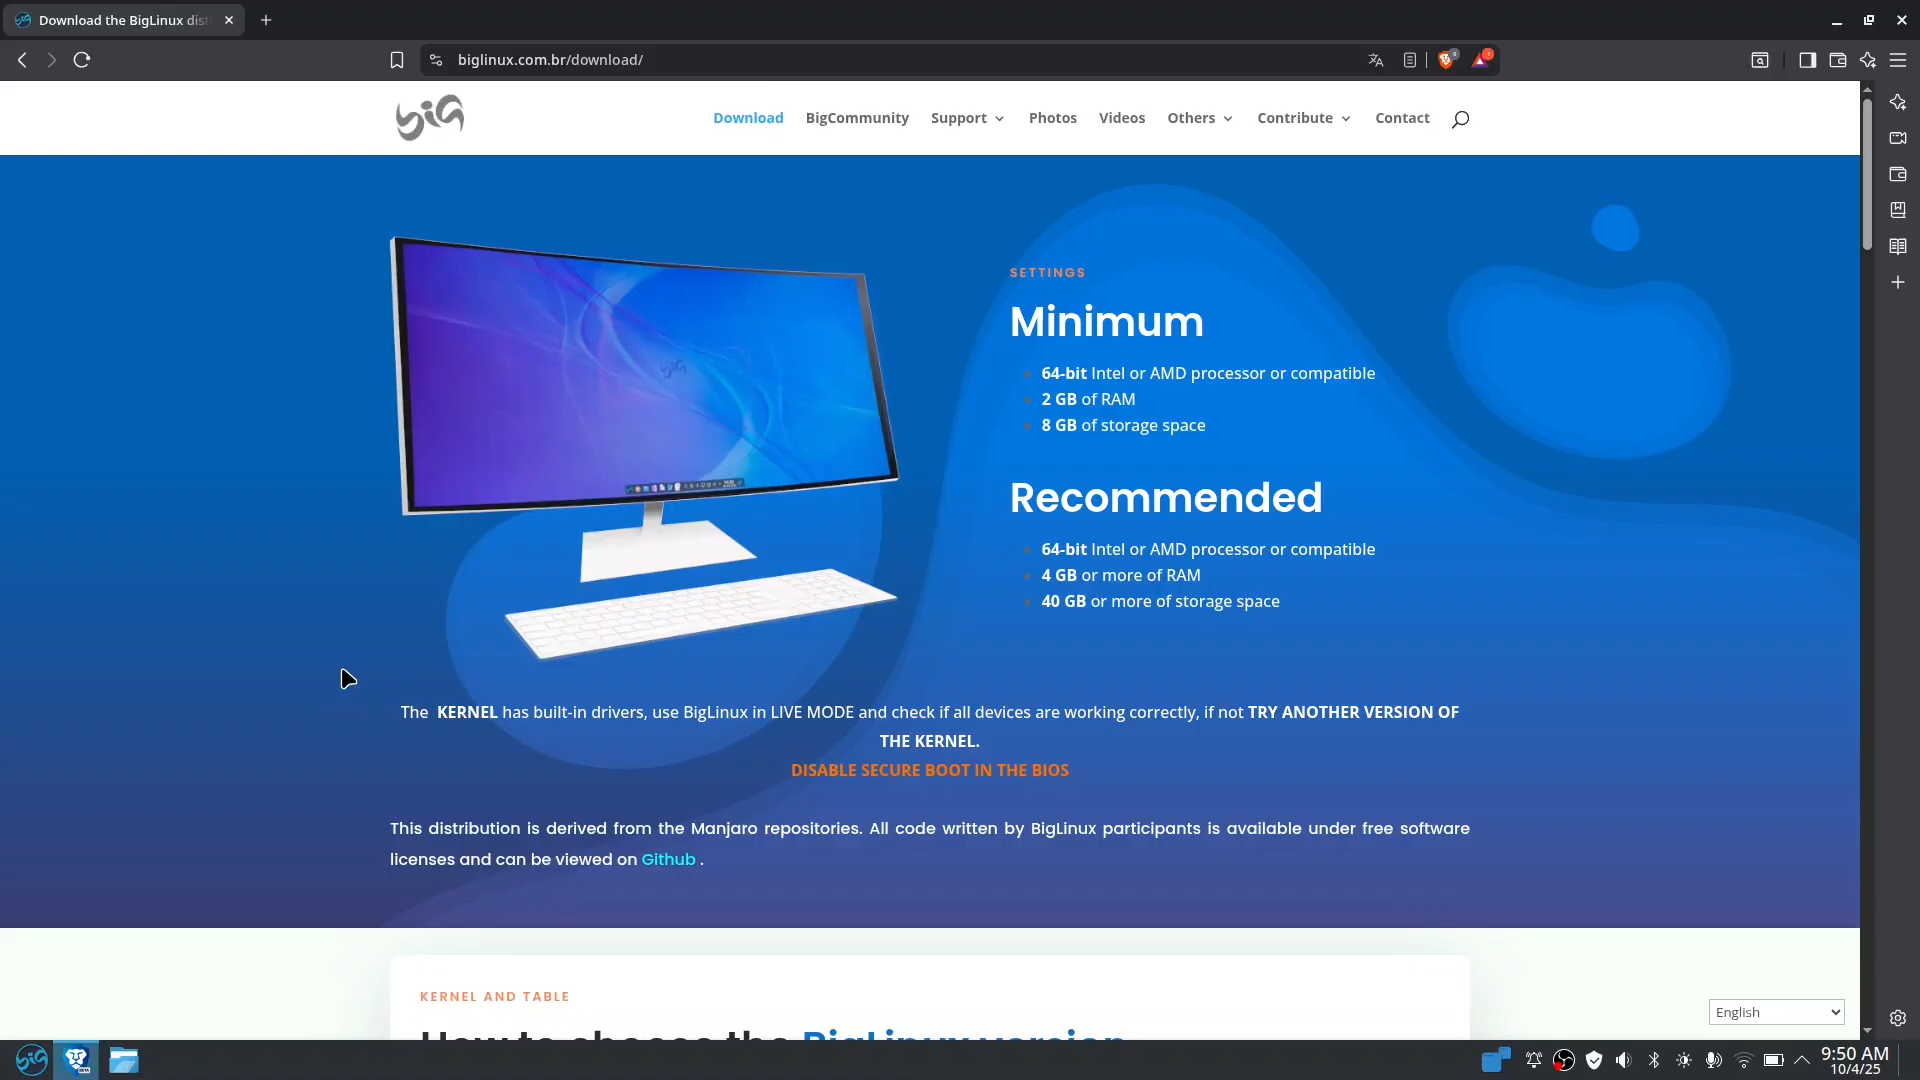 Download the BigLinux dist
biglinux.com.br/download/
big
Download
BigCommunity
Support
Photos
Videos
Others
Contribute
Contact
SETTINGS
Minimum
64-bit Intel or AMD processor or compatible
2 GB of RAM
8 GB of storage space
Recommended
64-bit Intel or AMD processor or compatible
4 GB or more of RAM
40 GB or more of storage space
The KERNEL has built-in drivers, use BigLinux in LIVE MODE and check if all devices are working correctly, if not TRY ANOTHER VERSION OF
THE KERNEL.
DISABLE SECURE BOOT IN THE BIOS
This distribution is derived from the Manjaro repositories. All code written by BigLinux participants is available under free software
licenses and can be viewed on Github .
KERNEL AND TABLE
How to choose the BigLinux version
English
9:50 AM
10/4/25